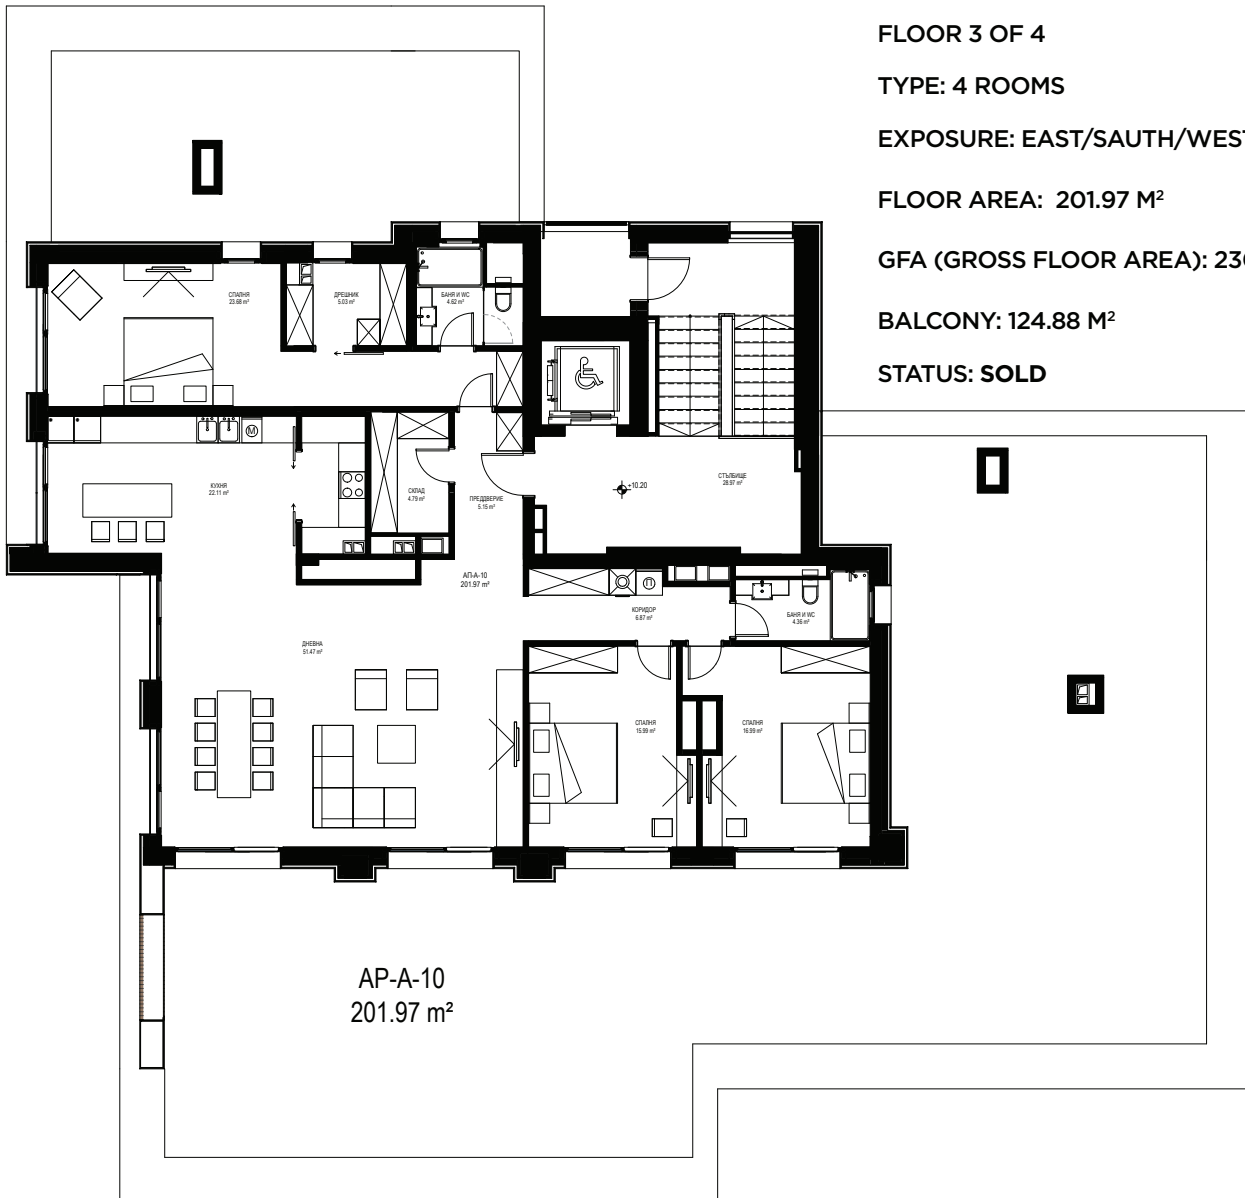 FLOOR 3 OF 4
TYPE: 4 ROOMS
EXPOSURE: EAST/SAUTH/WEST
FLOOR AREA: 201.97 M²
GFA (GROSS FLOOR AREA): 230
BALCONY: 124.88 M²
STATUS: SOLD
СПАЛНЯ
23.68 m²
ДРЕШНИК
5.03 m²
БАНЯ И WC
4.62 m²
КУХНЯ
22.11 m²
M
СКЛАД
4.79 m²
ПРЕДДВЕРИЕ
5.15 m²
+10.20
СТЪЛБИЩЕ
28.97 m²
АП-А-10
201.97 m²
КОРИДОР
6.87 m²
П
БАНЯ И WC
4.36 m²
ДНЕВНА
51.47 m²
СПАЛНЯ
15.99 m²
СПАЛНЯ
16.99 m²
AP-A-10
201.97 m²